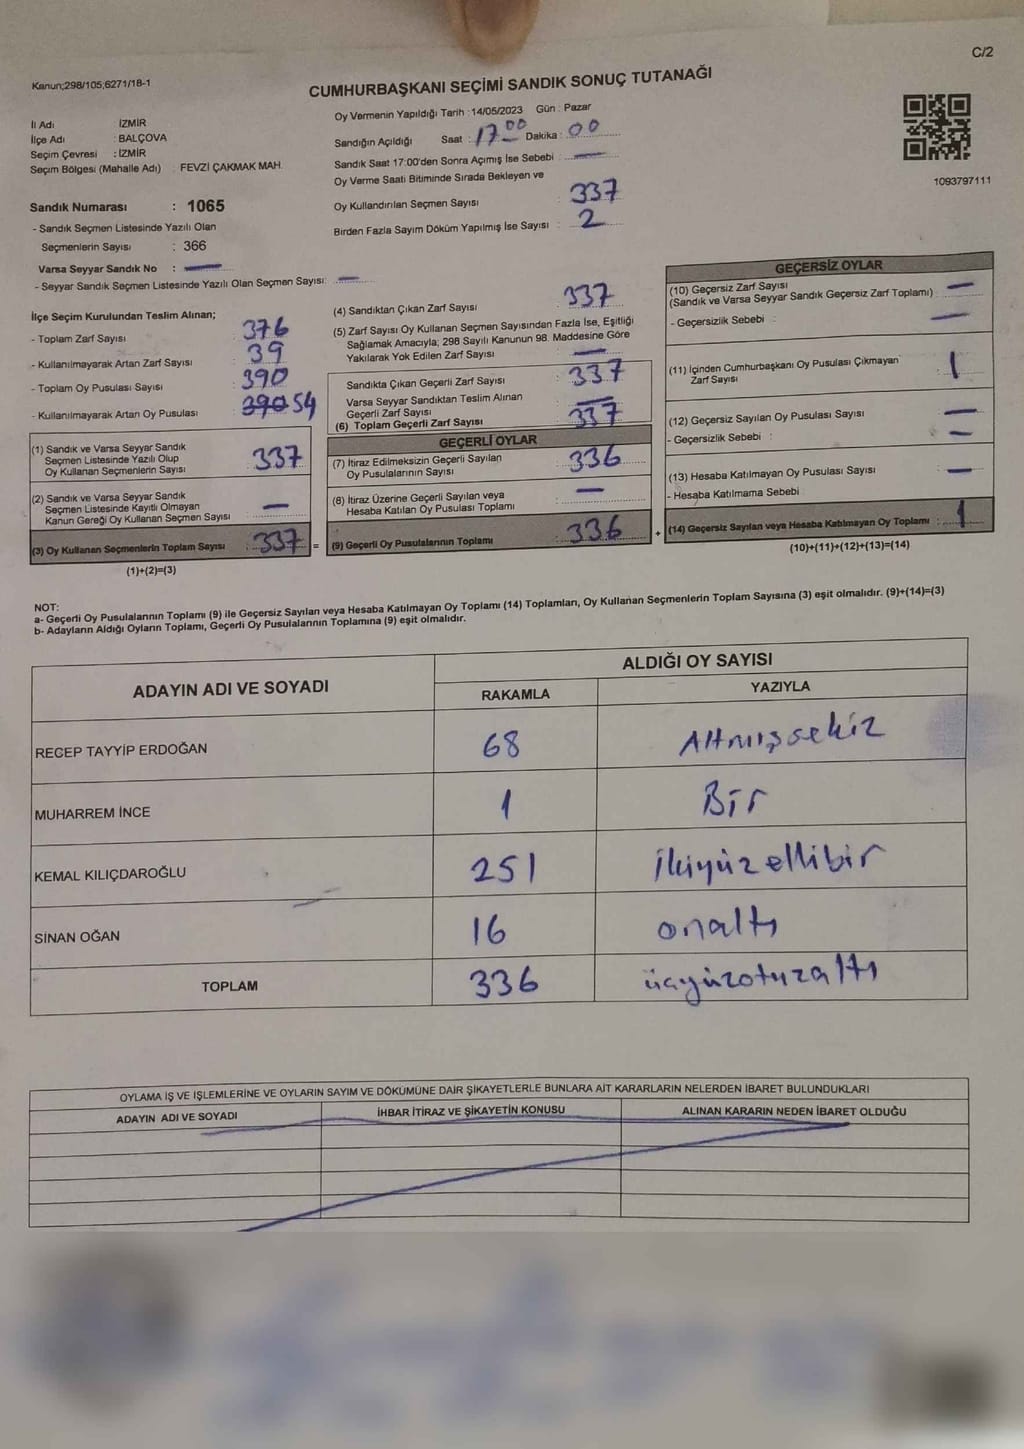 C/2
Kanun;298/105;6271/18-1
CUMHURBAŞKANI SEÇİMİ SANDIK SONUÇ TUTANAĞI
İl Adı İZMİR
İlçe Adı : BALÇOVA
Seçim Çevresi : İZMİR
Seçim Bölgesi (Mahalle Adı) : FEVZİ ÇAKMAK MAH.
Oy Vermenin Yapıldığı Tarih : 14/05/2023 Gün : Pazar
Sandığın Açıldığı Saat : 17 00 Dakika : 00
Sandık Saat 17:00'den Sonra Açımış İse Sebebi : —
Oy Verme Saati Bitiminde Sırada Bekleyen ve
Oy Kullandırılan Seçmen Sayısı : 337
Birden Fazla Sayım Döküm Yapılmış İse Sayısı : 2
1093797111
Sandık Numarası : 1065
- Sandık Seçmen Listesinde Yazılı Olan
Seçmenlerin Sayısı : 366
Varsa Seyyar Sandık No : —
- Seyyar Sandık Seçmen Listesinde Yazılı Olan Seçmen Sayısı: —
İlçe Seçim Kurulundan Teslim Alınan;
- Toplam Zarf Sayısı 376
- Kullanılmayarak Artan Zarf Sayısı : 39
- Toplam Oy Pusulası Sayısı : 390
- Kullanılmayarak Artan Oy Pusulası : 390 54
(1) Sandık ve Varsa Seyyar Sandık
Seçmen Listesinde Yazılı Olup
Oy Kullanan Seçmenlerin Sayısı 337
(2) Sandık ve Varsa Seyyar Sandık
Seçmen Listesinde Kayıtlı Olmayan
Kanun Gereği Oy Kullanan Seçmen Sayısı —
(3) Oy Kullanan Seçmenlerin Toplam Sayısı : 337 =
(1)+(2)=(3)
(4) Sandıktan Çıkan Zarf Sayısı : 337
(5) Zarf Sayısı Oy Kullanan Seçmen Sayısından Fazla İse, Eşitliği
Sağlamak Amacıyla; 298 Sayılı Kanunun 98. Maddesine Göre
Yakılarak Yok Edilen Zarf Sayısı : —
Sandıkta Çıkan Geçerli Zarf Sayısı : 337
Varsa Seyyar Sandıktan Teslim Alınan
Geçerli Zarf Sayısı —
(6) Toplam Geçerli Zarf Sayısı 337
GEÇERLİ OYLAR
(7) İtiraz Edilmeksizin Geçerli Sayılan
Oy Pusulalarının Sayısı : 336
(8) İtiraz Üzerine Geçerli Sayılan veya
Hesaba Katılan Oy Pusulası Toplamı : —
(9) Geçerli Oy Pusulalarının Toplamı : 336 +
GEÇERSİZ OYLAR
(10) Geçersiz Zarf Sayısı
(Sandık ve Varsa Seyyar Sandık Geçersiz Zarf Toplamı) : —
- Geçersizlik Sebebi : —
(11) İçinden Cumhurbaşkanı Oy Pusulası Çıkmayan
Zarf Sayısı : 1
(12) Geçersiz Sayılan Oy Pusulası Sayısı : —
- Geçersizlik Sebebi : —
(13) Hesaba Katılmayan Oy Pusulası Sayısı : —
- Hesaba Katılmama Sebebi :
(14) Geçersiz Sayılan veya Hesaba Katılmayan Oy Toplamı : 1
(10)+(11)+(12)+(13)=(14)
NOT:
a- Geçerli Oy Pusulalarının Toplamı (9) ile Geçersiz Sayılan veya Hesaba Katılmayan Oy Toplamı (14) Toplamları, Oy Kullanan Seçmenlerin Toplam Sayısına (3) eşit olmalıdır. (9)+(14)=(3)
b- Adayların Aldığı Oyların Toplamı, Geçerli Oy Pusulalarının Toplamına (9) eşit olmalıdır.
ADAYIN ADI VE SOYADI ALDIĞI OY SAYISI
RAKAMLA YAZIYLA
RECEP TAYYİP ERDOĞAN 68 Altmışsekiz
MUHARREM İNCE 1 Bir
KEMAL KILIÇDAROĞLU 251 ikiyüzellibir
SİNAN OĞAN 16 onaltı
TOPLAM 336 üçyüzotuzaltı
OYLAMA İŞ VE İŞLEMLERİNE VE OYLARIN SAYIM VE DÖKÜMÜNE DAİR ŞİKAYETLERLE BUNLARA AİT KARARLARIN NELERDEN İBARET BULUNDUKLARI
ADAYIN ADI VE SOYADI İHBAR İTİRAZ VE ŞİKAYETİN KONUSU ALINAN KARARIN NEDEN İBARET OLDUĞU